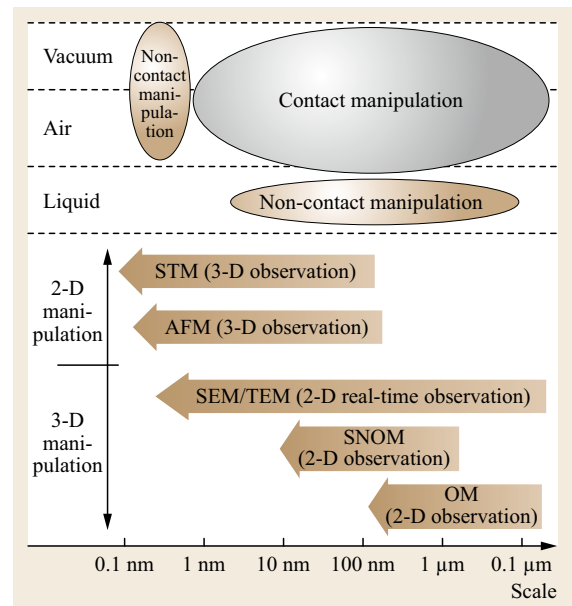 Vacuum
Non-
contact
mani-
pula-
tion
Contact manipulation
Air
Liquid
Non-contact manipulation
2-D
mani-
pulation
STM (3-D observation)
AFM (3-D observation)
3-D
mani-
pulation
SEM/TEM (2-D real-time observation)
SNOM
(2-D observation)
OM
(2-D observation)
0.1 nm 1 nm 10 nm 100 nm 1 µm 0.1 µm
Scale